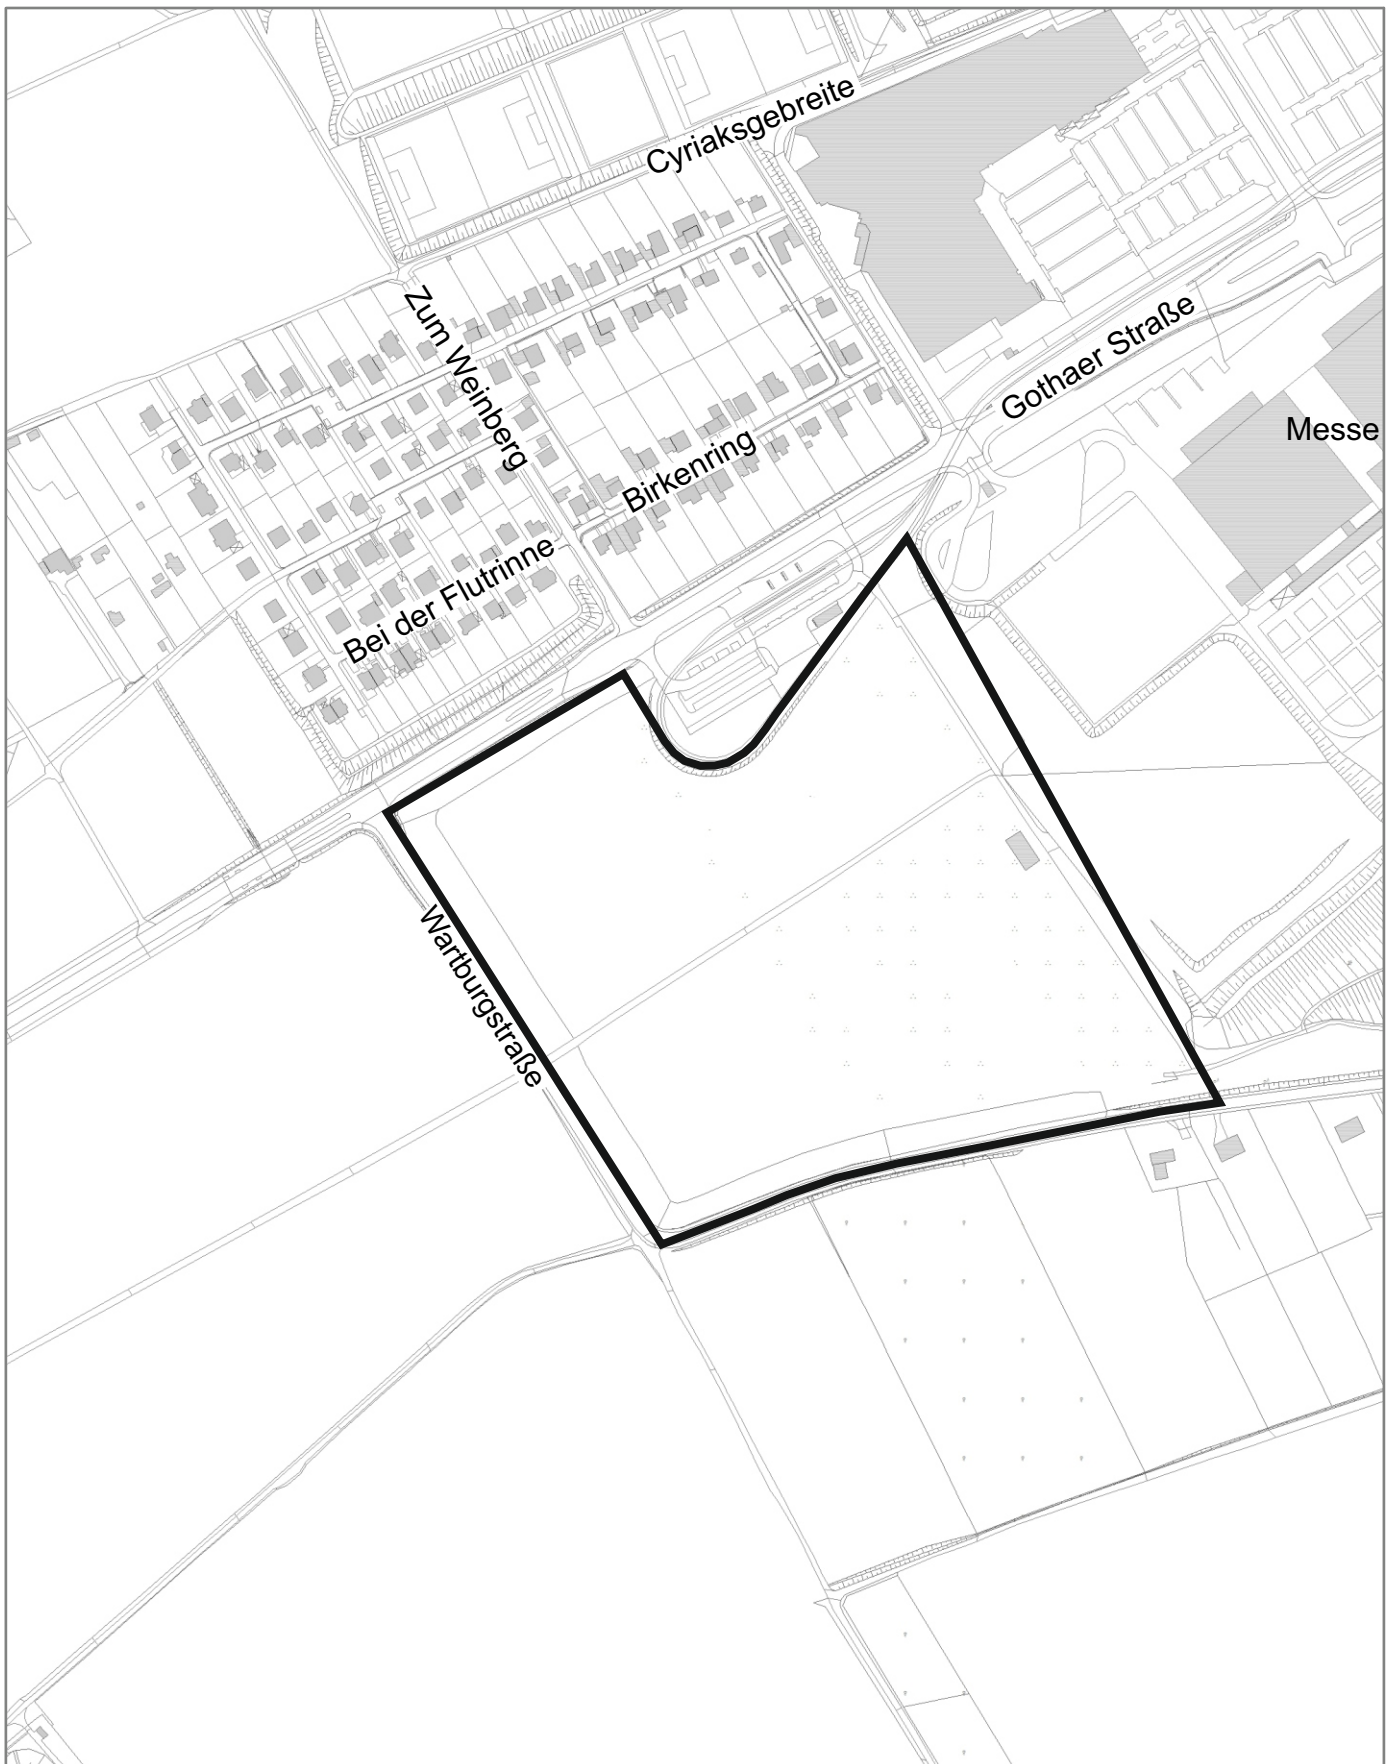 Cyriaksgebreite
Zum Weinberg
Gothaer Straße
Messe
Birkenring
Bei der Flutrinne
Wartburgstraße